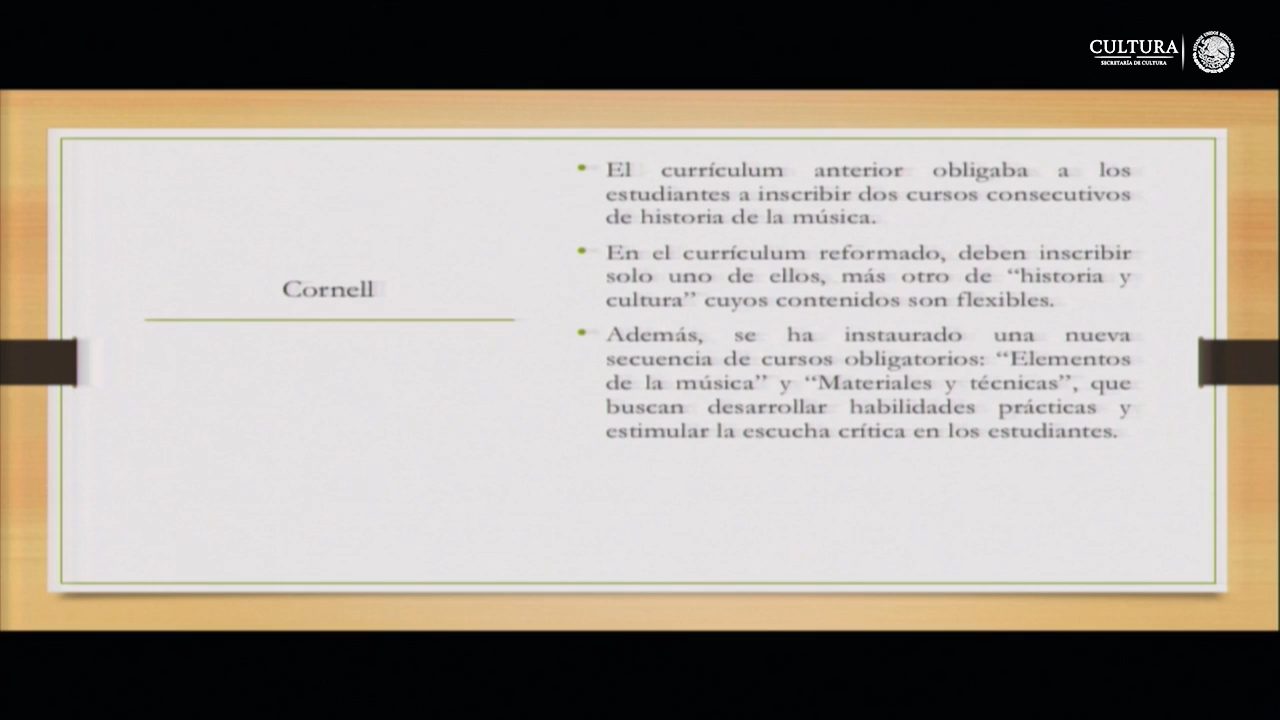 CULTURA
SECRETARÍA DE CULTURA
ESTADOS UNIDOS MEXICANOS
Cornell
• El currículum anterior obligaba a los
estudiantes a inscribir dos cursos consecutivos
de historia de la música.
• En el currículum reformado, deben inscribir
solo uno de ellos, más otro de “historia y
cultura” cuyos contenidos son flexibles.
• Además, se ha instaurado una nueva
secuencia de cursos obligatorios: “Elementos
de la música” y “Materiales y técnicas”, que
buscan desarrollar habilidades prácticas y
estimular la escucha crítica en los estudiantes.